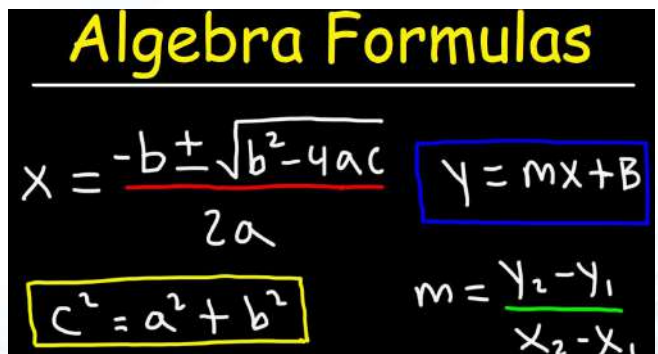 Algebra Formulas
x = -b ± √b²-4ac
2a
y = mx+B
c² = a² + b²
m = y₂-y₁
x₂-x₁